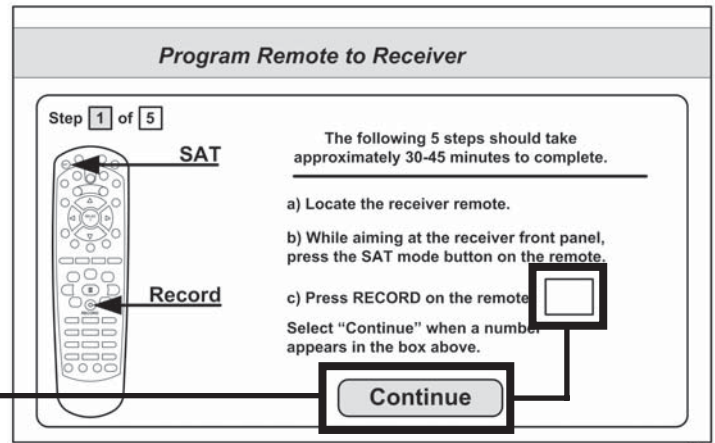 Program Remote to Receiver
Step 1 of 5
SAT
Record
RECORD
The following 5 steps should take
approximately 30-45 minutes to complete.
a) Locate the receiver remote.
b) While aiming at the receiver front panel,
press the SAT mode button on the remote.
c) Press RECORD on the remote
Select “Continue” when a number
appears in the box above.
Continue